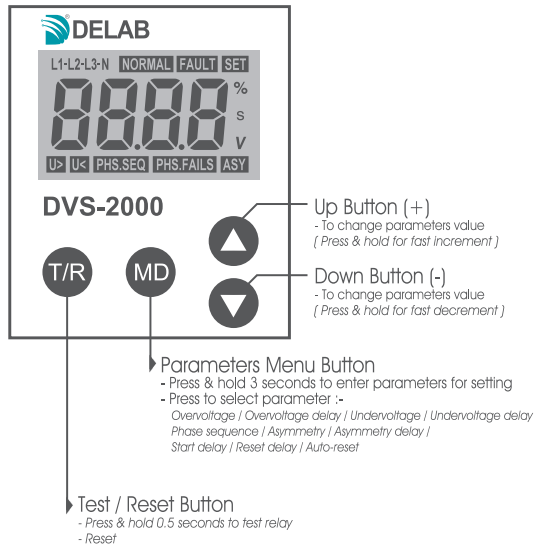 DELAB
L1-L2-L3-N NORMAL FAULT SET
8.8.8.8 % s V
U> U< PHS.SEQ PHS.FAILS ASY
DVS-2000
T/R MD
Up Button (+)
- To change parameters value
( Press & hold for fast increment )
Down Button (-)
- To change parameters value
( Press & hold for fast decrement )
Parameters Menu Button
- Press & hold 3 seconds to enter parameters for setting
- Press to select parameter :-
Overvoltage / Overvoltage delay / Undervoltage / Undervoltage delay
Phase sequence / Asymmetry / Asymmetry delay /
Start delay / Reset delay / Auto-reset
Test / Reset Button
- Press & hold 0.5 seconds to test relay
- Reset